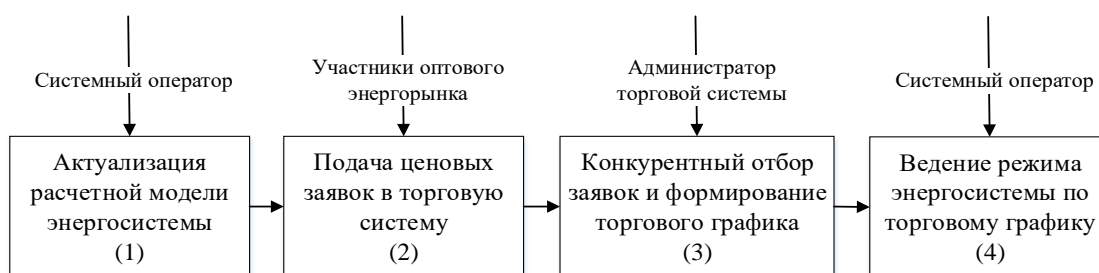 Системный оператор
Участники оптового
энергорынка
Администратор
торговой системы
Системный оператор
Актуализация
расчетной модели
энергосистемы
(1)
Подача ценовых
заявок в торговую
систему
(2)
Конкурентный отбор
заявок и формирование
торгового графика
(3)
Ведение режима
энергосистемы по
торговому графику
(4)